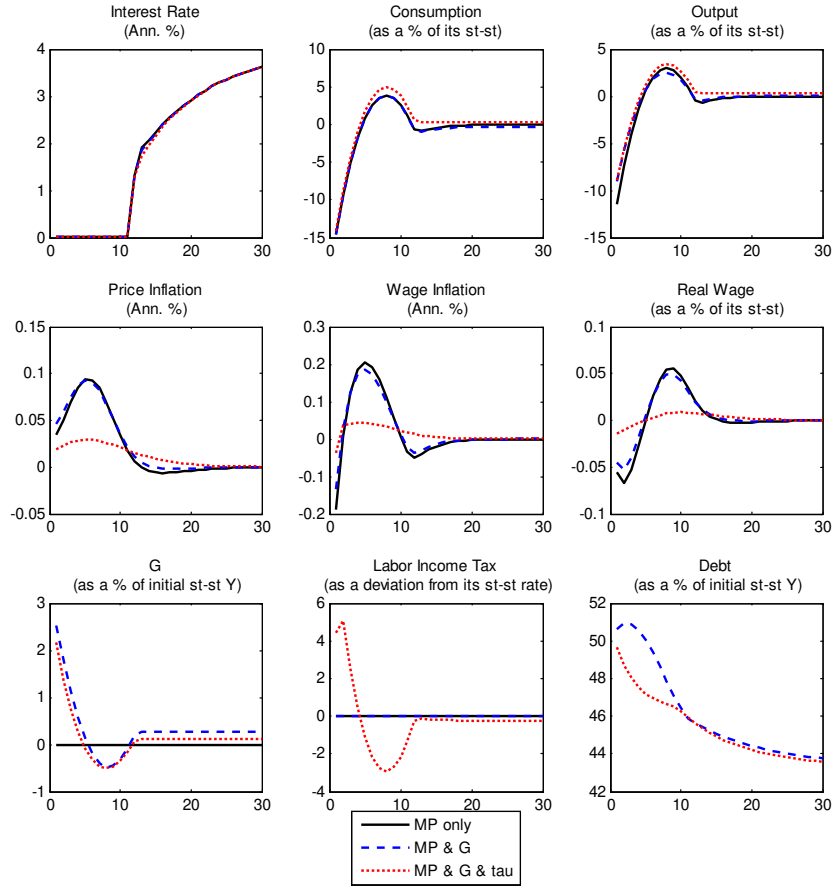 Interest Rate
(Ann. %)
4
3
2
1
0
0 10 20 30
Consumption
(as a % of its st-st)
10
5
0
-5
-10
-15
0 10 20 30
Output
(as a % of its st-st)
5
0
-5
-10
-15
0 10 20 30
Price Inflation
(Ann. %)
0.15
0.1
0.05
0
-0.05
0 10 20 30
Wage Inflation
(Ann. %)
0.3
0.2
0.1
0
-0.1
-0.2
0 10 20 30
Real Wage
(as a % of its st-st)
0.1
0.05
0
-0.05
-0.1
0 10 20 30
G
(as a % of initial st-st Y)
3
2
1
0
-1
0 10 20 30
Labor Income Tax
(as a deviation from its st-st rate)
6
4
2
0
-2
-4
0 10 20 30
Debt
(as a % of initial st-st Y)
52
50
48
46
44
42
0 10 20 30
MP only
MP & G
MP & G & tau